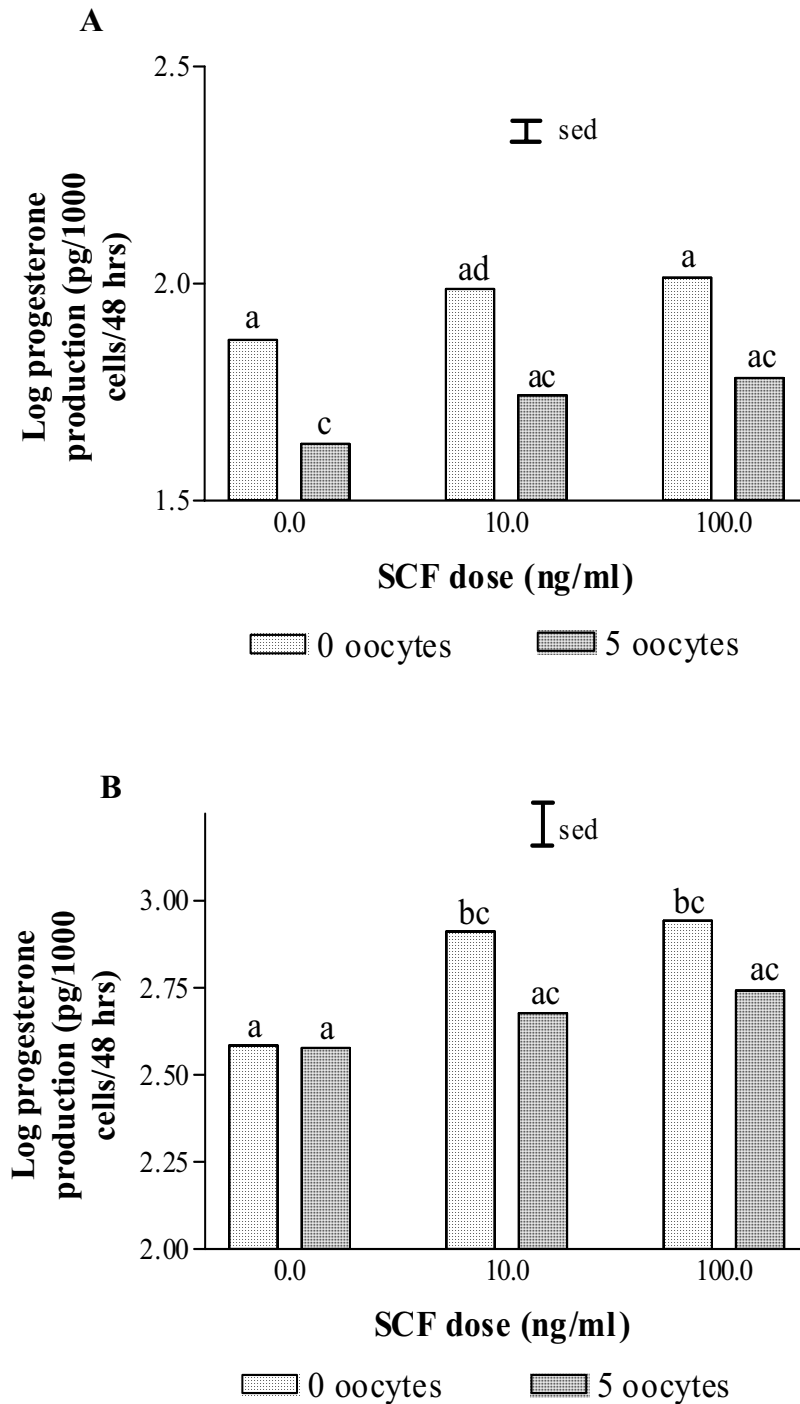 A
2.5
sed
Log progesterone
production (pg/1000
cells/48 hrs)
2.0
ad
a
a
ac
ac
c
1.5
0.0 10.0 100.0
SCF dose (ng/ml)
0 oocytes 5 oocytes
B
sed
Log progesterone
production (pg/1000
cells/48 hrs)
3.00
bc bc
2.75
ac ac
a a
2.50
2.25
2.00
0.0 10.0 100.0
SCF dose (ng/ml)
0 oocytes 5 oocytes